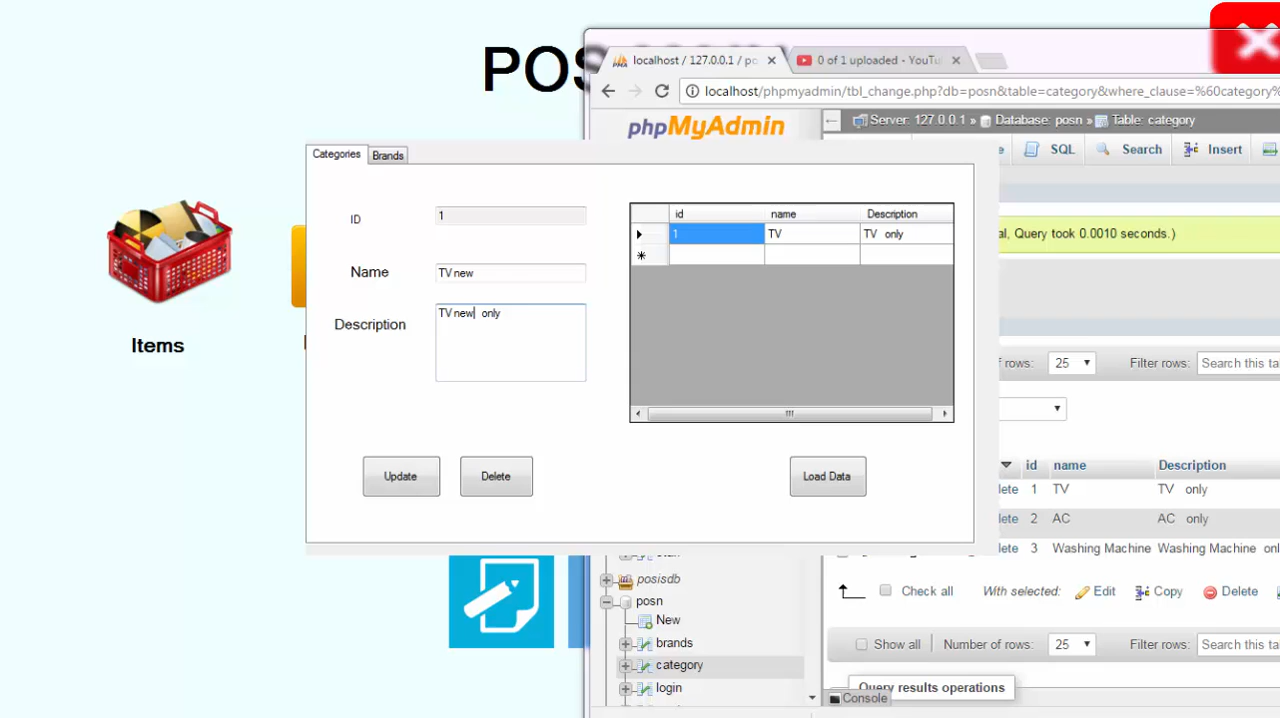 POS
localhost / 127.0.0.1 / po
0 of 1 uploaded - YouTu
localhost/phpmyadmin/tbl_change.php?db=posn&table=category&where_clause=%60category%
phpMyAdmin
Server: 127.0.0.1 » Database: posn » Table: category
SQL
Search
Insert
al, Query took 0.0010 seconds.)
Categories
Brands
ID
1
Name
TV new
Description
TV new only
id name Description
1 TV TV only
Update
Delete
Load Data
Items
of rows: 25
Filter rows: Search this ta
id name Description
lete 1 TV TV only
lete 2 AC AC only
lete 3 Washing Machine Washing Machine onl
Check all
With selected:
Edit
Copy
Delete
Show all
Number of rows: 25
Filter rows: Search this ta
Query results operations
Console
posisdb
posn
New
brands
category
login